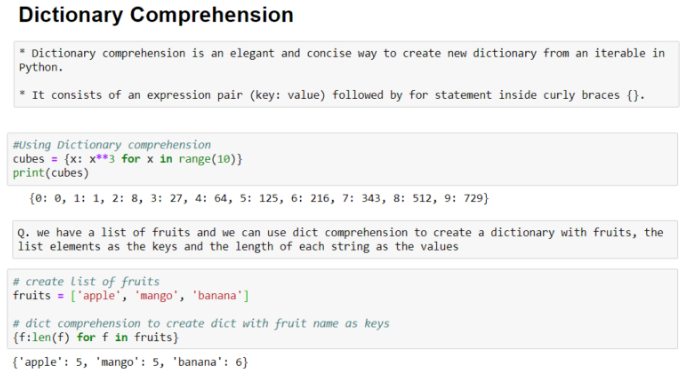 Dictionary Comprehension
* Dictionary comprehension is an elegant and concise way to create new dictionary from an iterable in
Python.
* It consists of an expression pair (key: value) followed by for statement inside curly braces {}.
#Using Dictionary comprehension
cubes = {x: x**3 for x in range(10)}
print(cubes)
{0: 0, 1: 1, 2: 8, 3: 27, 4: 64, 5: 125, 6: 216, 7: 343, 8: 512, 9: 729}
Q. we have a list of fruits and we can use dict comprehension to create a dictionary with fruits, the
list elements as the keys and the length of each string as the values
# create list of fruits
fruits = ['apple', 'mango', 'banana']
# dict comprehension to create dict with fruit name as keys
{f:len(f) for f in fruits}
{'apple': 5, 'mango': 5, 'banana': 6}